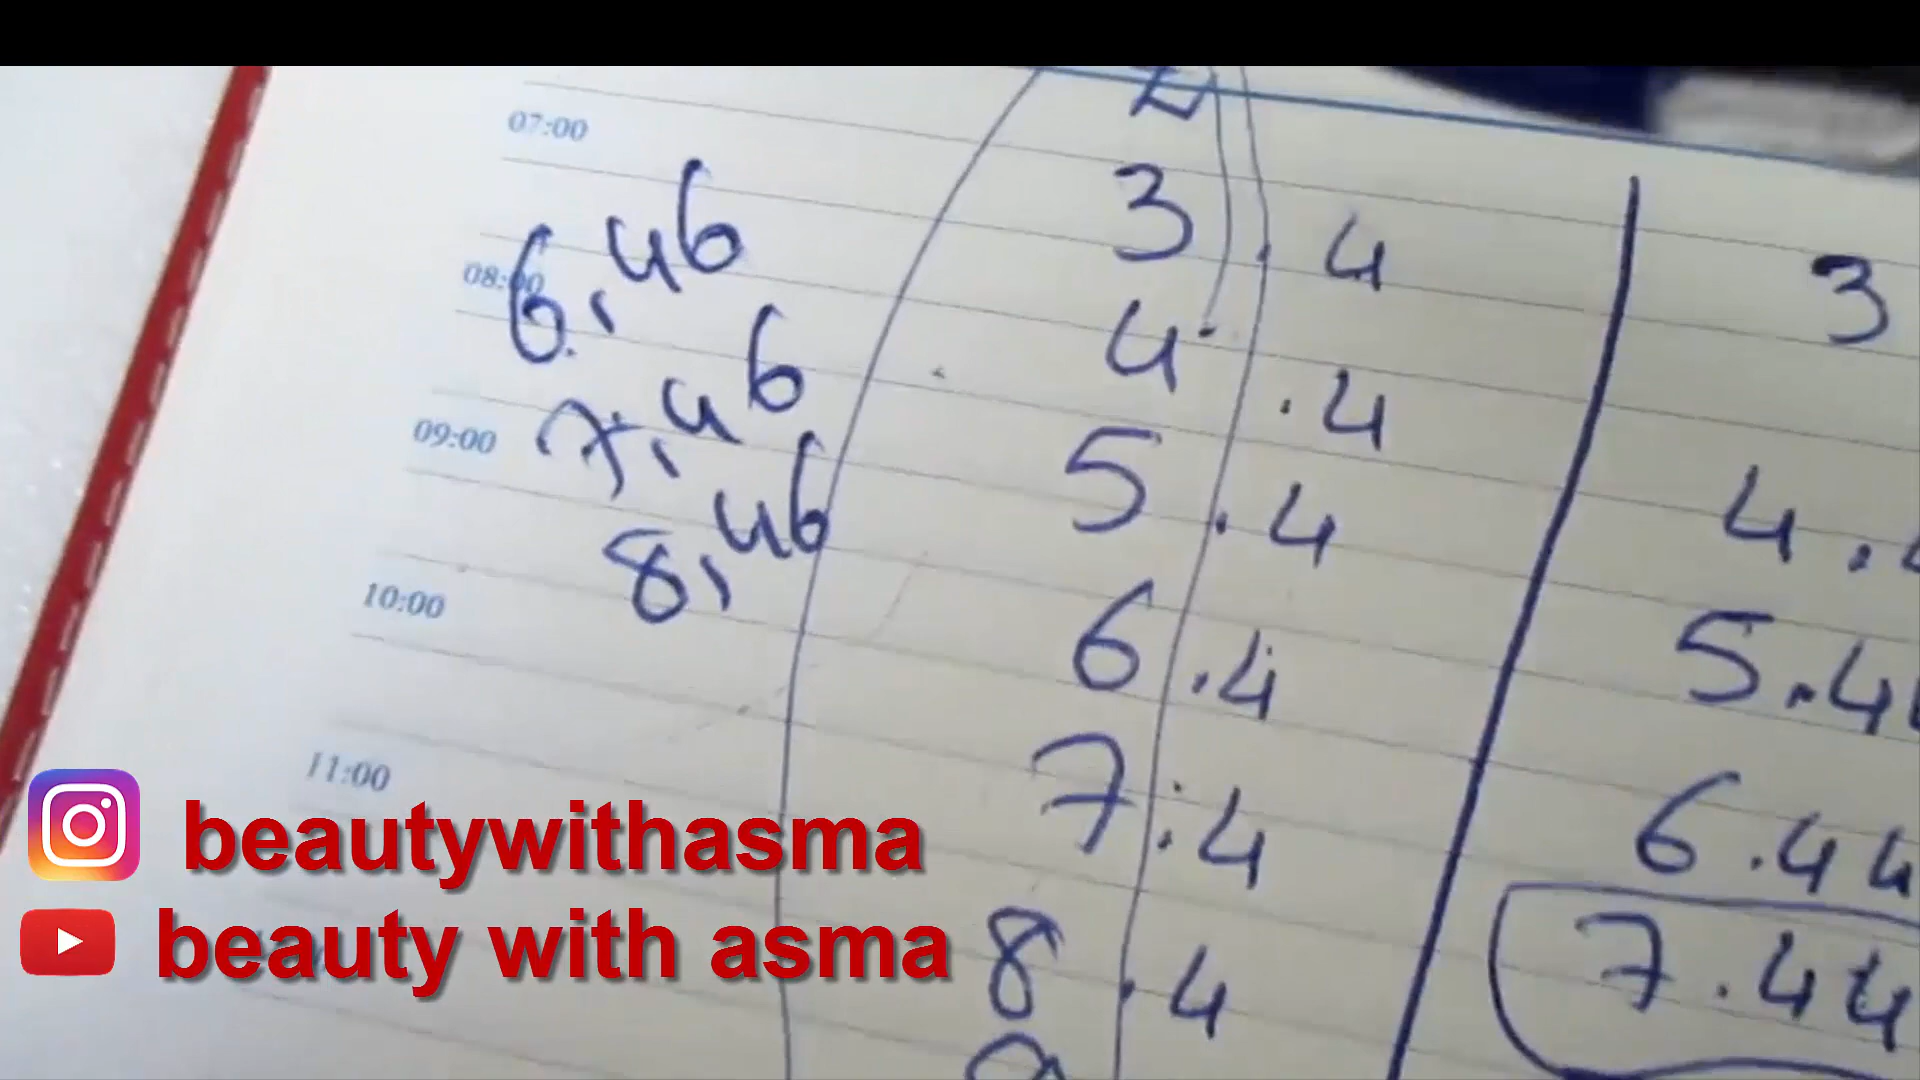 07:00
08:00
09:00
10:00
11:00
6,46
7,46
8,46
3 . 4
4 . 4
5 . 4
6 . 4
7 . 4
8 . 4
3
4 .
5 . 4
6 . 44
7 . 44
beautywithasma
beauty with asma